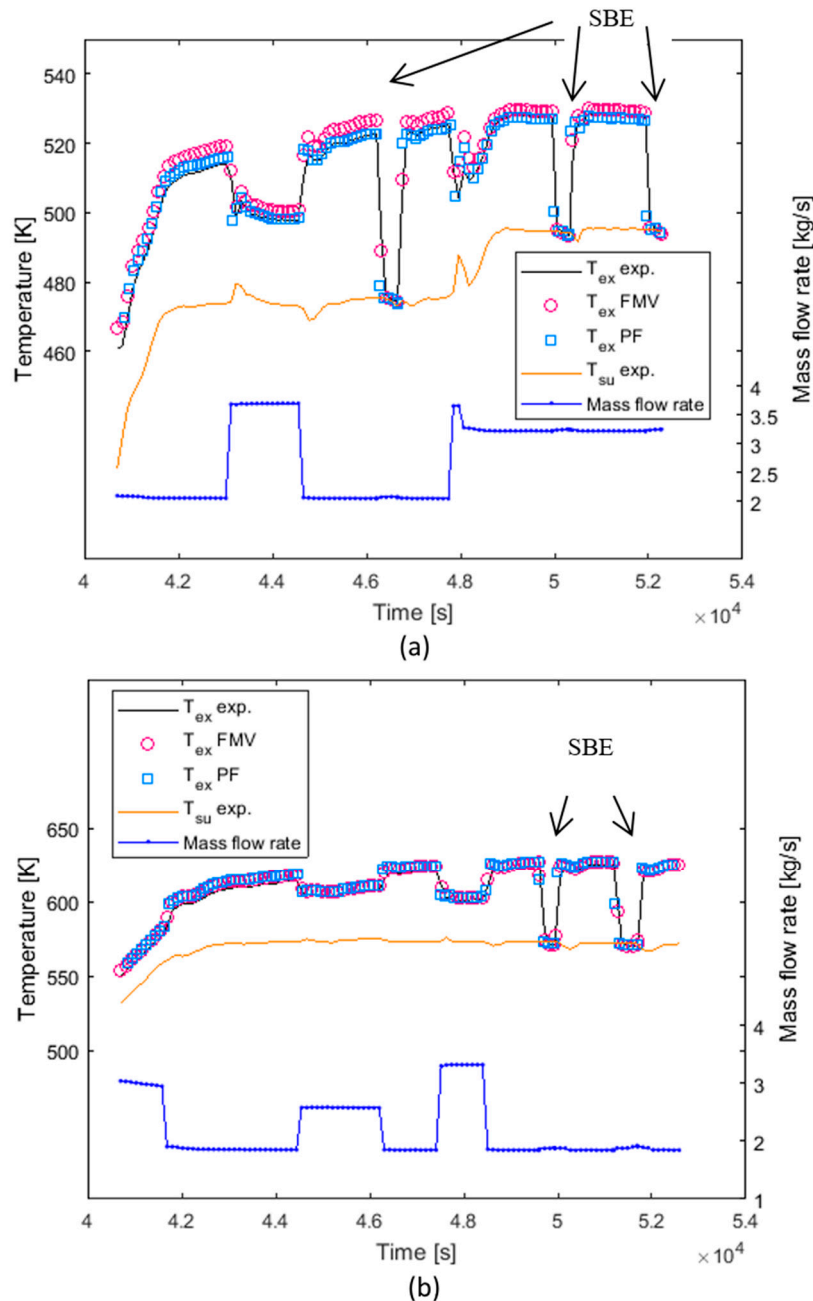 SBE
540
520
500
480
460
Temperature [K]
T_ex exp.
T_ex FMV
T_ex PF
T_su exp.
Mass flow rate
4
3.5
3
2.5
2
Mass flow rate [kg/s]
4 4.2 4.4 4.6 4.8 5 5.2 5.4
Time [s]
× 10^4
(a)
T_ex exp.
T_ex FMV
T_ex PF
T_su exp.
Mass flow rate
SBE
650
600
550
500
Temperature [K]
4
3
2
1
Mass flow rate [kg/s]
4 4.2 4.4 4.6 4.8 5 5.2 5.4
Time [s]
× 10^4
(b)